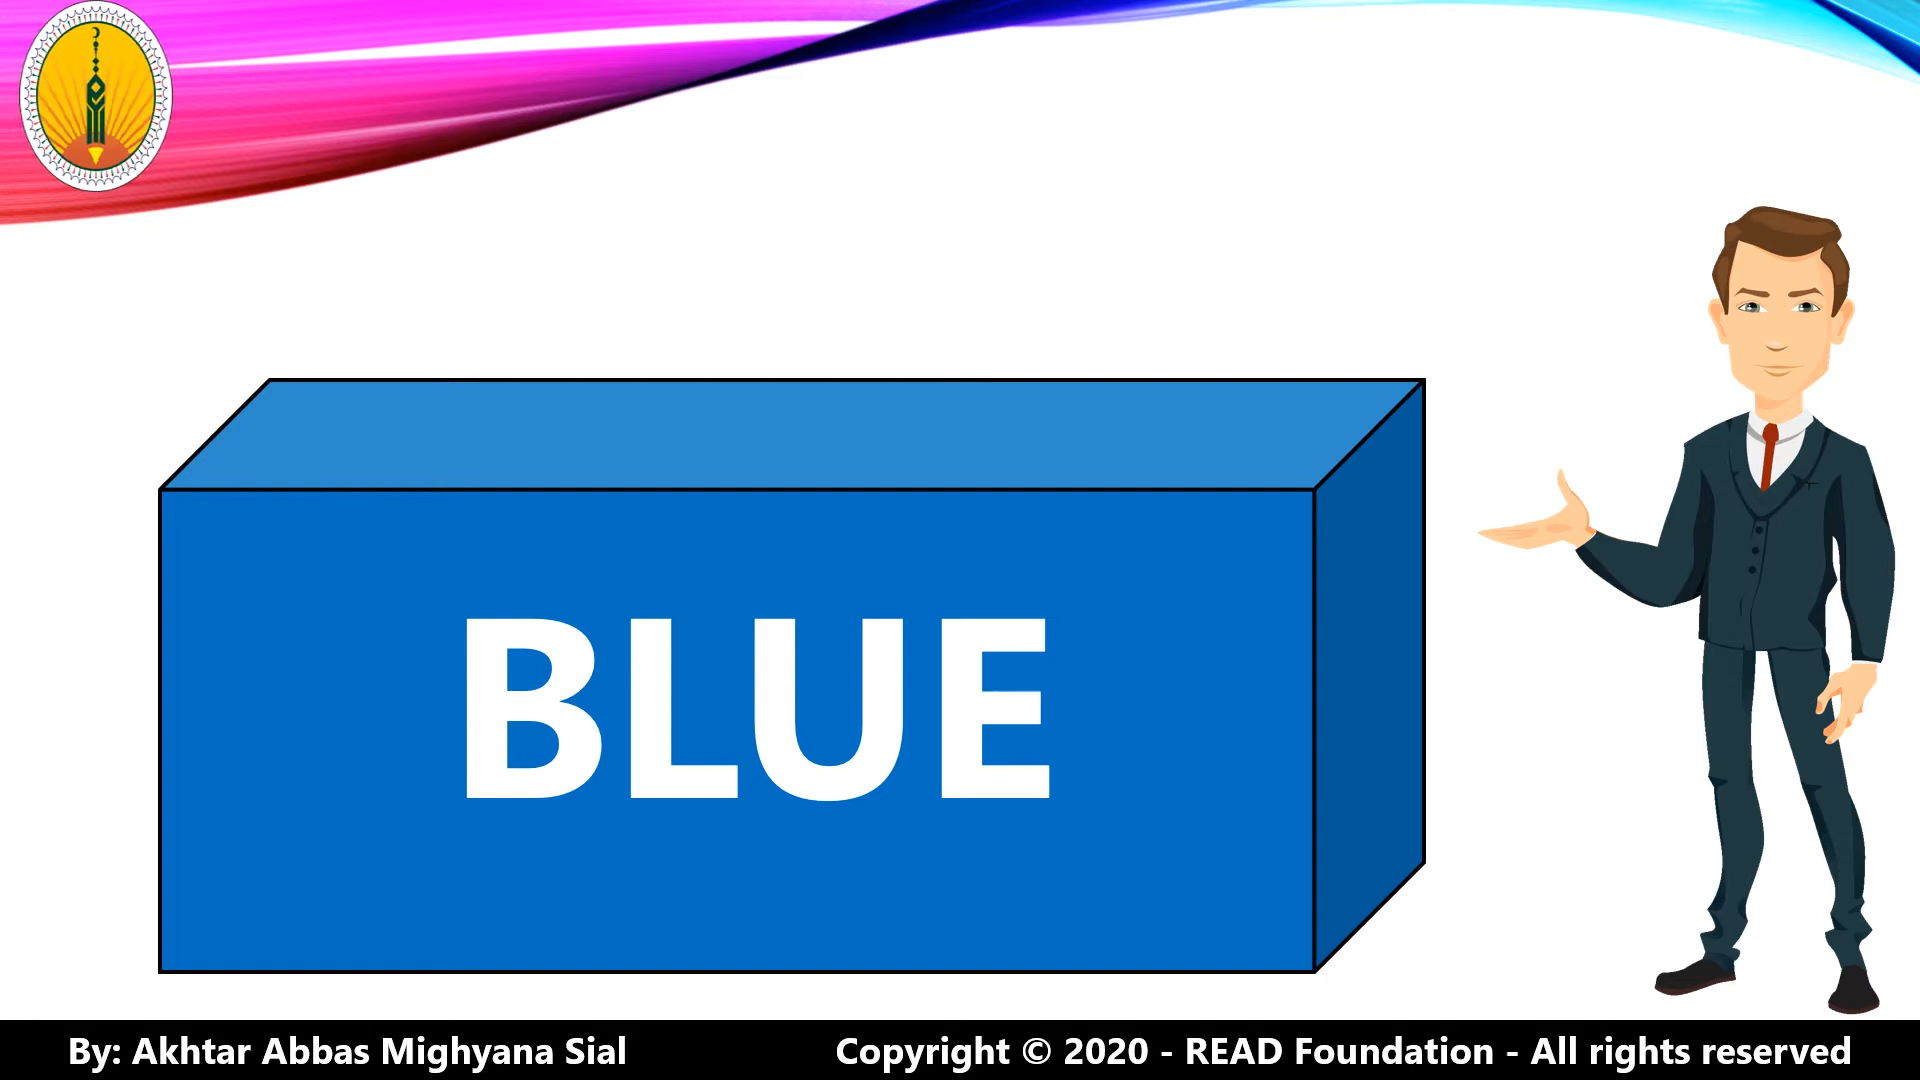 BLUE
By: Akhtar Abbas Mighyana Sial
Copyright © 2020 - READ Foundation - All rights reserved